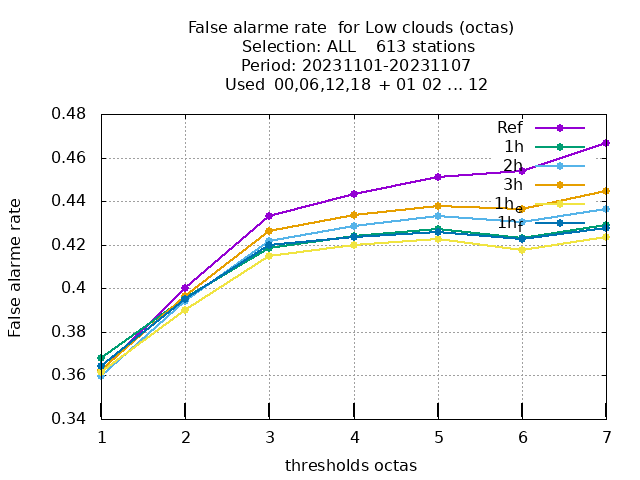 False alarme rate  for Low clouds (octas)
Selection: ALL    613 stations
Period: 20231101-20231107
Used  00,06,12,18 + 01 02 ... 12
0.48
0.46
0.44
0.42
0.4
0.38
0.36
0.34
False alarme rate
Ref
1h
2h
3h
1h_e
1h_f
1 2 3 4 5 6 7
thresholds octas